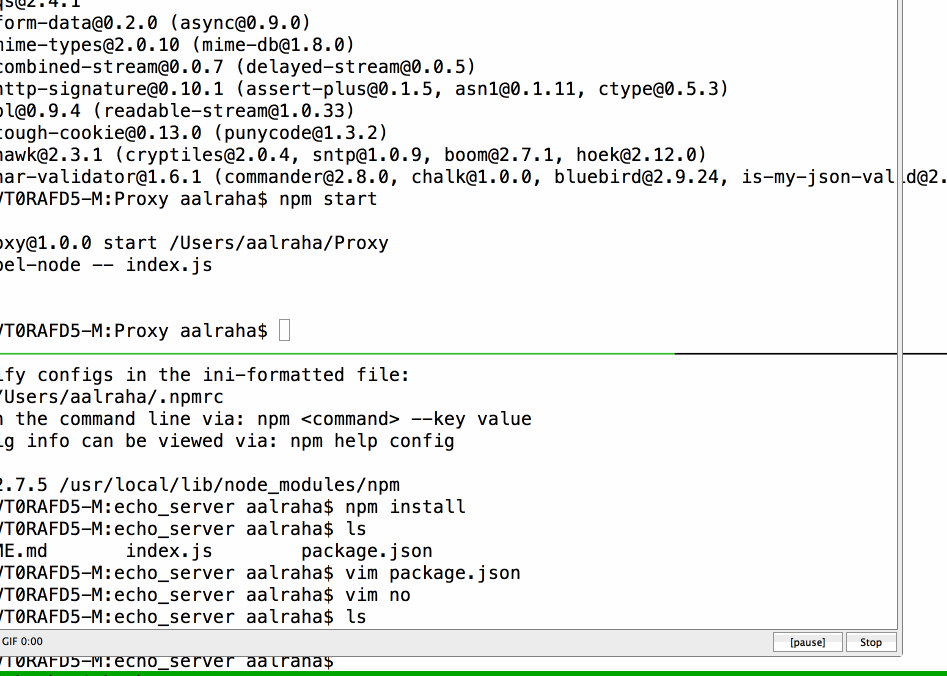 qs@2.4.1
form-data@0.2.0 (async@0.9.0)
mime-types@2.0.10 (mime-db@1.8.0)
combined-stream@0.0.7 (delayed-stream@0.0.5)
http-signature@0.10.1 (assert-plus@0.1.5, asn1@0.1.11, ctype@0.5.3)
bl@0.9.4 (readable-stream@1.0.33)
tough-cookie@0.13.0 (punycode@1.3.2)
hawk@2.3.1 (cryptiles@2.0.4, sntp@1.0.9, boom@2.7.1, hoek@2.12.0)
har-validator@1.6.1 (commander@2.8.0, chalk@1.0.0, bluebird@2.9.24, is-my-json-valid@2.
VT0RAFD5-M:Proxy aalraha$ npm start
oxy@1.0.0 start /Users/aalraha/Proxy
bel-node -- index.js
VT0RAFD5-M:Proxy aalraha$
ify configs in the ini-formatted file:
/Users/aalraha/.npmrc
n the command line via: npm <command> --key value
ig info can be viewed via: npm help config
2.7.5 /usr/local/lib/node_modules/npm
VT0RAFD5-M:echo_server aalraha$ npm install
VT0RAFD5-M:echo_server aalraha$ ls
ME.md index.js package.json
VT0RAFD5-M:echo_server aalraha$ vim package.json
VT0RAFD5-M:echo_server aalraha$ vim no
VT0RAFD5-M:echo_server aalraha$ ls
GIF 0:00 [pause] Stop
VT0RAFD5-M:echo_server aalraha$